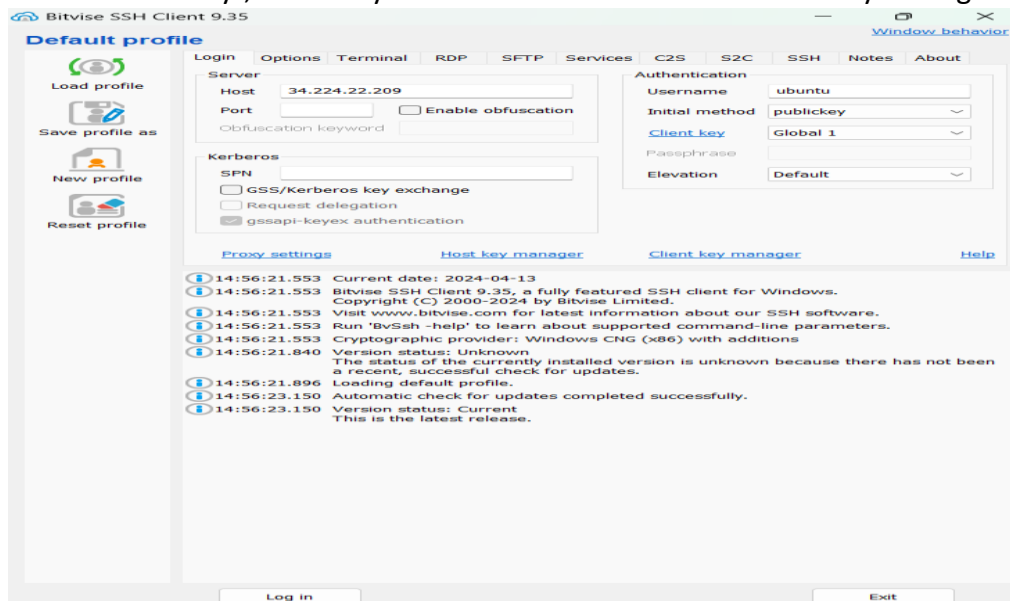 Bitvise SSH Client 9.35
Default profile
Window behavior
Load profile
Save profile as
New profile
Reset profile
Login Options Terminal RDP SFTP Services C2S S2C SSH Notes About
Server
Host 34.224.22.209
Port Enable obfuscation
Obfuscation keyword
Kerberos
SPN
GSS/Kerberos key exchange
Request delegation
gssapi-keyex authentication
Authentication
Username ubuntu
Initial method publickey
Client key Global 1
Passphrase
Elevation Default
Proxy settings Host key manager Client key manager Help
14:56:21.553 Current date: 2024-04-13
14:56:21.553 Bitvise SSH Client 9.35, a fully featured SSH client for Windows.
Copyright (C) 2000-2024 by Bitvise Limited.
14:56:21.553 Visit www.bitvise.com for latest information about our SSH software.
14:56:21.553 Run 'BvSsh -help' to learn about supported command-line parameters.
14:56:21.553 Cryptographic provider: Windows CNG (x86) with additions
14:56:21.840 Version status: Unknown
The status of the currently installed version is unknown because there has not been
a recent, successful check for updates.
14:56:21.896 Loading default profile.
14:56:23.150 Automatic check for updates completed successfully.
14:56:23.150 Version status: Current
This is the latest release.
Log in Exit